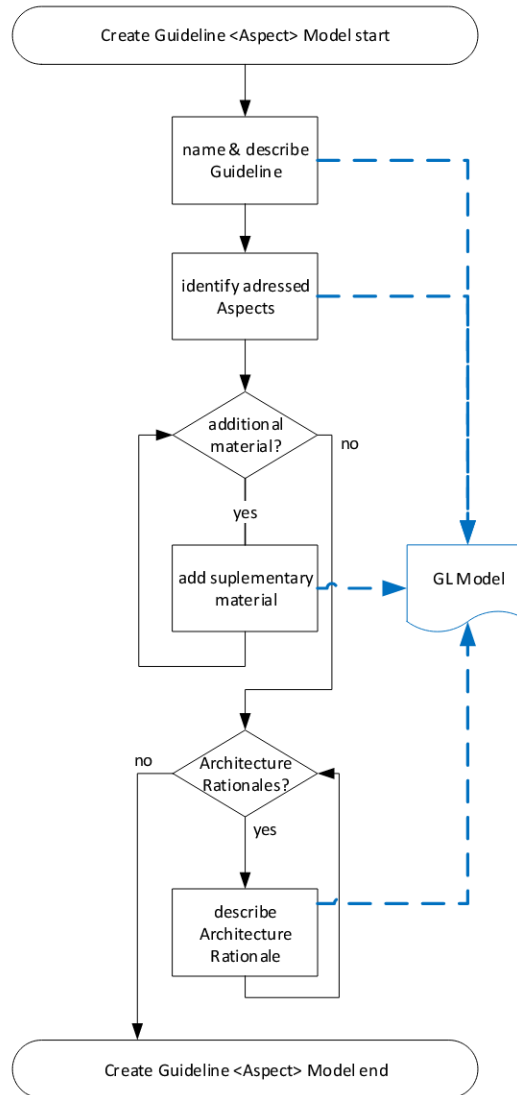 Create Guideline <Aspect> Model start
name & describe
Guideline
identify adressed
Aspects
additional
material?
no
yes
add suplementary
material
GL Model
Architecture
Rationales?
no
yes
describe
Architecture
Rationale
Create Guideline <Aspect> Model end